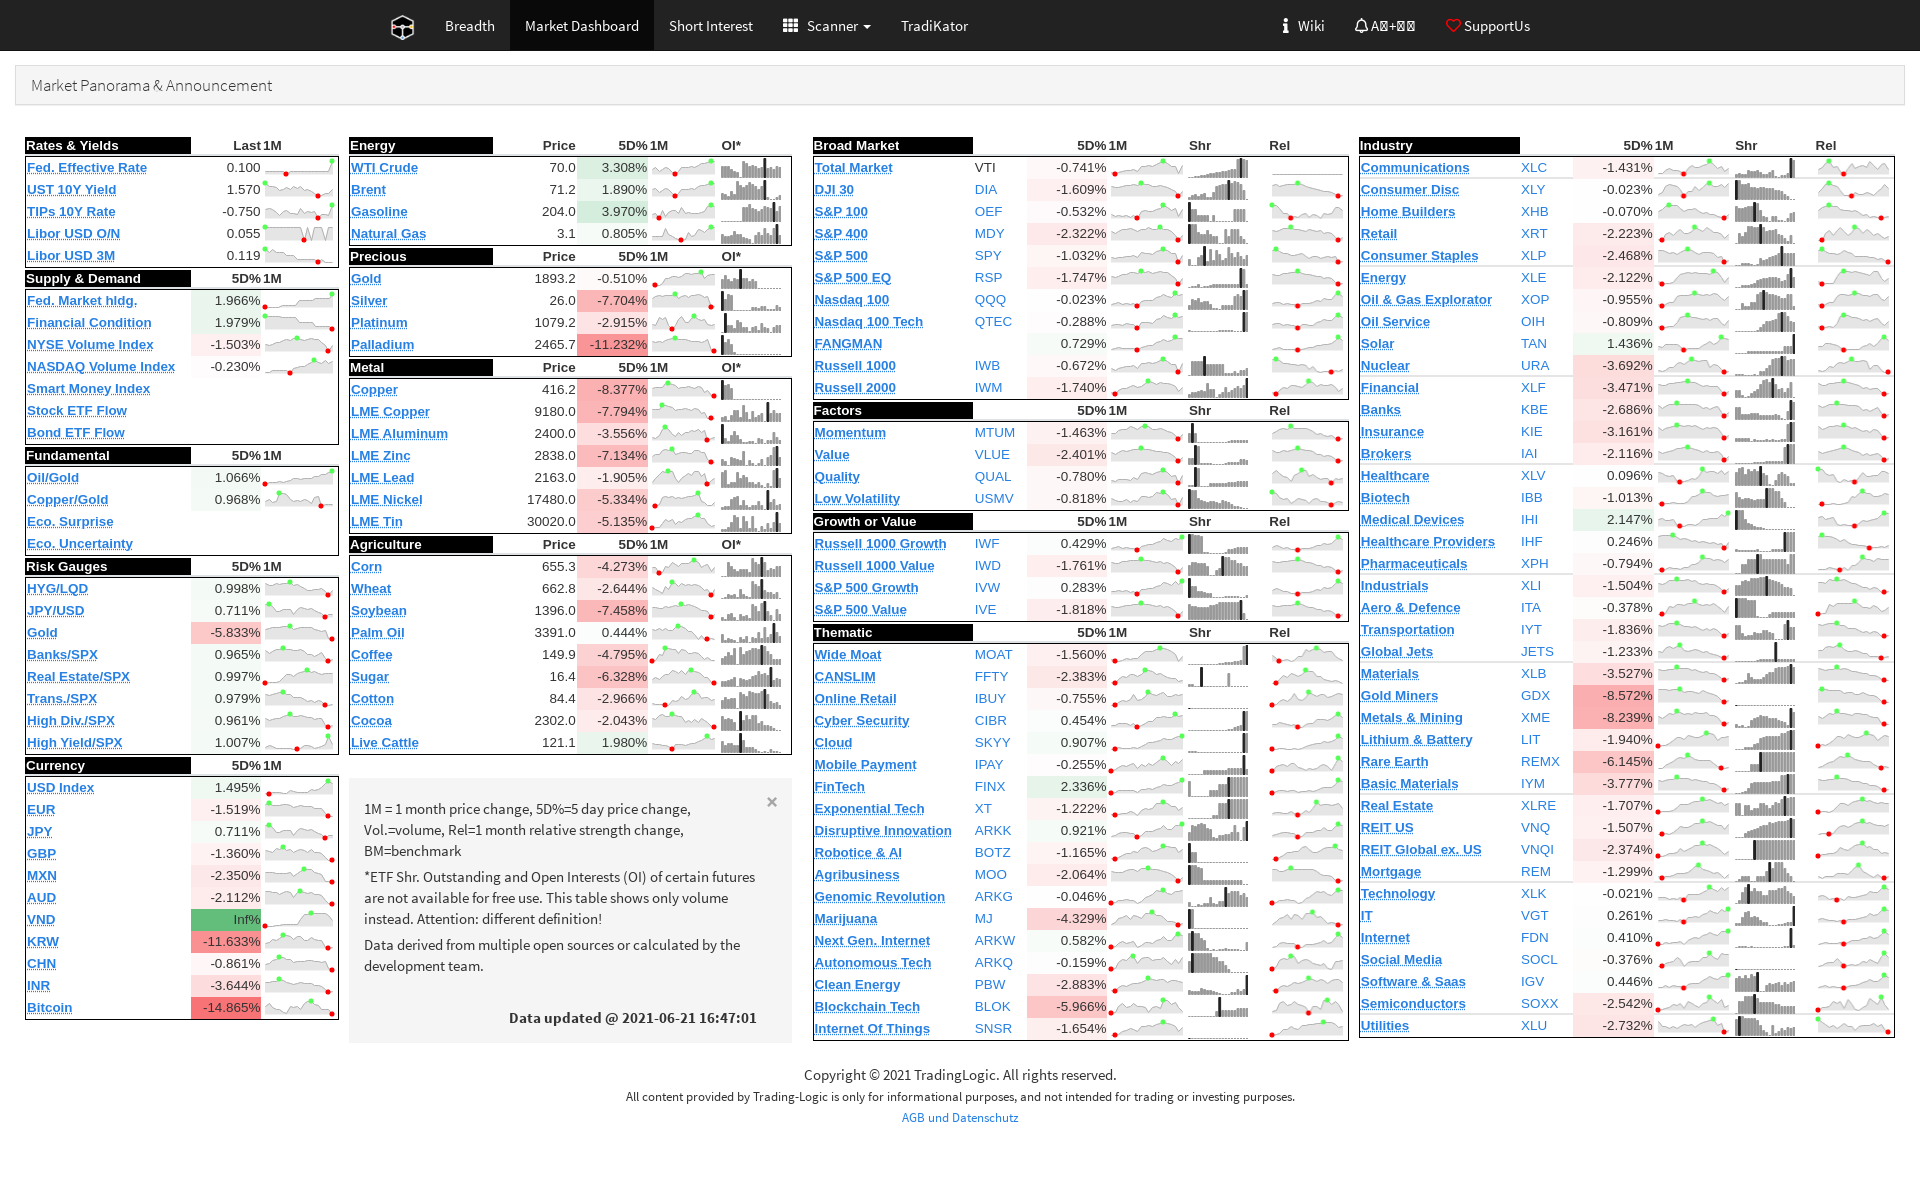 Breadth Market Dashboard Short Interest Scanner TradiKator Wiki SupportUs
Market Panorama & Announcement
Rates & Yields Last 1M
Fed. Effective Rate 0.100
UST 10Y Yield 1.570
TIPs 10Y Rate -0.750
Libor USD O/N 0.055
Libor USD 3M 0.119
Supply & Demand 5D% 1M
Fed. Market hldg. 1.966%
Financial Condition 1.979%
NYSE Volume Index -1.503%
NASDAQ Volume Index -0.230%
Smart Money Index
Stock ETF Flow
Bond ETF Flow
Fundamental 5D% 1M
Oil/Gold 1.066%
Copper/Gold 0.968%
Eco. Surprise
Eco. Uncertainty
Risk Gauges 5D% 1M
HYG/LQD 0.998%
JPY/USD 0.711%
Gold -5.833%
Banks/SPX 0.965%
Real Estate/SPX 0.997%
Trans./SPX 0.979%
High Div./SPX 0.961%
High Yield/SPX 1.007%
Currency 5D% 1M
USD Index 1.495%
EUR -1.519%
JPY 0.711%
GBP -1.360%
MXN -2.350%
AUD -2.112%
VND Inf%
KRW -11.633%
CHN -0.861%
INR -3.644%
Bitcoin -14.865%
Energy Price 5D% 1M OI*
WTI Crude 70.0 3.308%
Brent 71.2 1.890%
Gasoline 204.0 3.970%
Natural Gas 3.1 0.805%
Precious Price 5D% 1M OI*
Gold 1893.2 -0.510%
Silver 26.0 -7.704%
Platinum 1079.2 -2.915%
Palladium 2465.7 -11.232%
Metal Price 5D% 1M OI*
Copper 416.2 -8.377%
LME Copper 9180.0 -7.794%
LME Aluminum 2400.0 -3.556%
LME Zinc 2838.0 -7.134%
LME Lead 2163.0 -1.905%
LME Nickel 17480.0 -5.334%
LME Tin 30020.0 -5.135%
Agriculture Price 5D% 1M OI*
Corn 655.3 -4.273%
Wheat 662.8 -2.644%
Soybean 1396.0 -7.458%
Palm Oil 3391.0 0.444%
Coffee 149.9 -4.795%
Sugar 16.4 -6.328%
Cotton 84.4 -2.966%
Cocoa 2302.0 -2.043%
Live Cattle 121.1 1.980%
×
1M = 1 month price change, 5D%=5 day price change,
Vol.=volume, Rel=1 month relative strength change,
BM=benchmark
*ETF Shr. Outstanding and Open Interests (OI) of certain futures
are not available for free use. This table shows only volume
instead. Attention: different definition!
Data derived from multiple open sources or calculated by the
development team.
Data updated @ 2021-06-21 16:47:01
Broad Market 5D% 1M Shr Rel
Total Market VTI -0.741%
DJI 30 DIA -1.609%
S&P 100 OEF -0.532%
S&P 400 MDY -2.322%
S&P 500 SPY -1.032%
S&P 500 EQ RSP -1.747%
Nasdaq 100 QQQ -0.023%
Nasdaq 100 Tech QTEC -0.288%
FANGMAN 0.729%
Russell 1000 IWB -0.672%
Russell 2000 IWM -1.740%
Factors 5D% 1M Shr Rel
Momentum MTUM -1.463%
Value VLUE -2.401%
Quality QUAL -0.780%
Low Volatility USMV -0.818%
Growth or Value 5D% 1M Shr Rel
Russell 1000 Growth IWF 0.429%
Russell 1000 Value IWD -1.761%
S&P 500 Growth IVW 0.283%
S&P 500 Value IVE -1.818%
Thematic 5D% 1M Shr Rel
Wide Moat MOAT -1.560%
CANSLIM FFTY -2.383%
Online Retail IBUY -0.755%
Cyber Security CIBR 0.454%
Cloud SKYY 0.907%
Mobile Payment IPAY -0.255%
FinTech FINX 2.336%
Exponential Tech XT -1.222%
Disruptive Innovation ARKK 0.921%
Robotice & AI BOTZ -1.165%
Agribusiness MOO -2.064%
Genomic Revolution ARKG -0.046%
Marijuana MJ -4.329%
Next Gen. Internet ARKW 0.582%
Autonomous Tech ARKQ -0.159%
Clean Energy PBW -2.883%
Blockchain Tech BLOK -5.966%
Internet Of Things SNSR -1.654%
Industry 5D% 1M Shr Rel
Communications XLC -1.431%
Consumer Disc XLY -0.023%
Home Builders XHB -0.070%
Retail XRT -2.223%
Consumer Staples XLP -2.468%
Energy XLE -2.122%
Oil & Gas Explorator XOP -0.955%
Oil Service OIH -0.809%
Solar TAN 1.436%
Nuclear URA -3.692%
Financial XLF -3.471%
Banks KBE -2.686%
Insurance KIE -3.161%
Brokers IAI -2.116%
Healthcare XLV 0.096%
Biotech IBB -1.013%
Medical Devices IHI 2.147%
Healthcare Providers IHF 0.246%
Pharmaceuticals XPH -0.794%
Industrials XLI -1.504%
Aero & Defence ITA -0.378%
Transportation IYT -1.836%
Global Jets JETS -1.233%
Materials XLB -3.527%
Gold Miners GDX -8.572%
Metals & Mining XME -8.239%
Lithium & Battery LIT -1.940%
Rare Earth REMX -6.145%
Basic Materials IYM -3.777%
Real Estate XLRE -1.707%
REIT US VNQ -1.507%
REIT Global ex. US VNQI -2.374%
Mortgage REM -1.299%
Technology XLK -0.021%
IT VGT 0.261%
Internet FDN 0.410%
Social Media SOCL -0.376%
Software & Saas IGV 0.446%
Semiconductors SOXX -2.542%
Utilities XLU -2.732%
Copyright © 2021 TradingLogic. All rights reserved.
All content provided by Trading-Logic is only for informational purposes, and not intended for trading or investing purposes.
AGB und Datenschutz